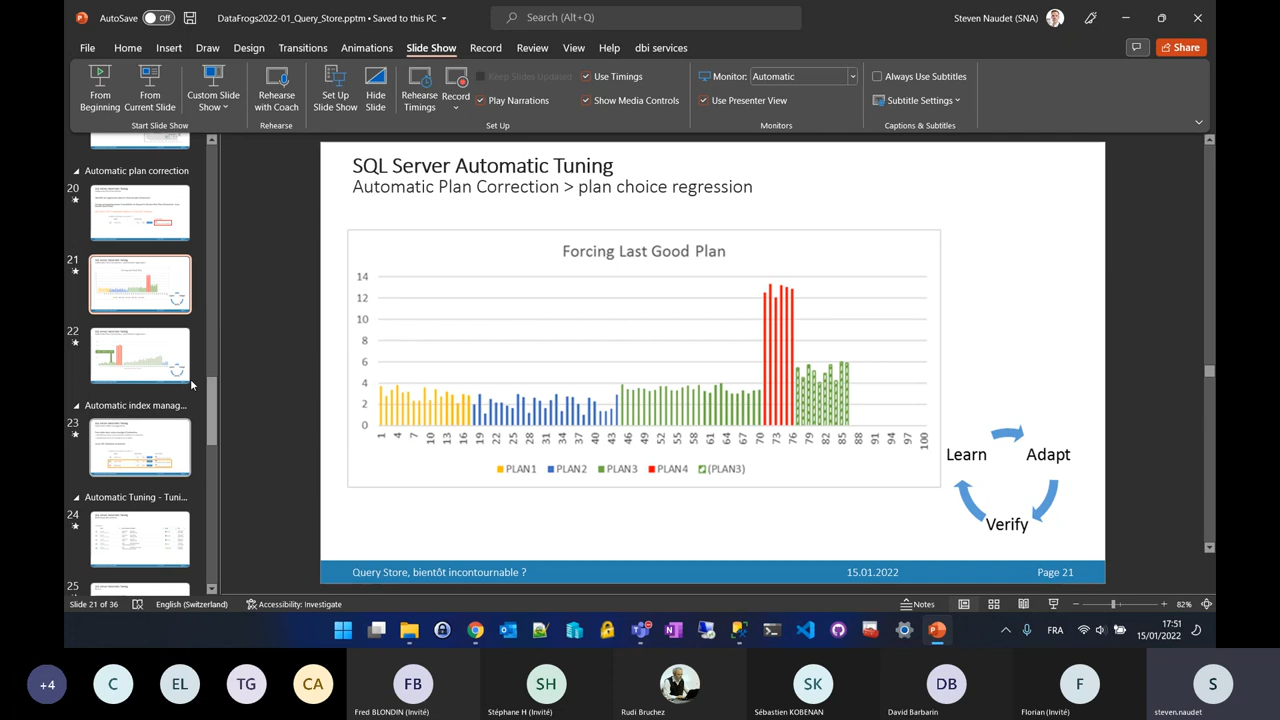 AutoSave Off DataFrogs2022-01_Query_Store.pptm • Saved to this PC Search (Alt+Q) Steven Naudet (SNA)
File Home Insert Draw Design Transitions Animations Slide Show Record Review View Help dbi services Share
From Beginning
From Current Slide
Custom Slide Show
Rehearse with Coach
Set Up Slide Show
Hide Slide
Rehearse Timings
Record
Keep Slides Updated
Play Narrations
Use Timings
Show Media Controls
Monitor: Automatic
Use Presenter View
Always Use Subtitles
Subtitle Settings
Start Slide Show Rehearse Set Up Monitors Captions & Subtitles
Automatic plan correction
20
21
22
Automatic index manag...
23
Automatic Tuning - Tuni...
24
25
SQL Server Automatic Tuning
Automatic Plan Correction > plan choice regression
Forcing Last Good Plan
14
12
10
8
6
4
2
1 4 7 10 13 16 19 22 25 28 31 34 37 40 43 46 49 52 55 58 61 64 67 70 73 76 79 82 85 88 91 94 97 100
PLAN1 PLAN2 PLAN3 PLAN4 (PLAN3)
Learn Adapt
Verify
Query Store, bientôt incontournable ? 15.01.2022 Page 21
Slide 21 of 36 English (Switzerland) Accessibility: Investigate Notes 82%
FRA 17:51
15/01/2022
+4 C EL TG CA FB SH SK DB F S
Fred BLONDIN (Invité) Stéphane H (Invité) Rudi Bruchez Sébastien KOBENAN David Barbarin Florian (Invité) steven.naudet